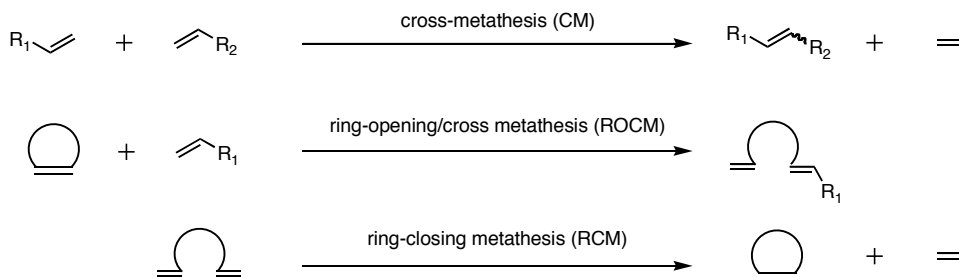 cross-metathesis (CM)
R1 + R2 R1 R2 +
ring-opening/cross metathesis (ROCM)
+ R1 R1
ring-closing metathesis (RCM)
+